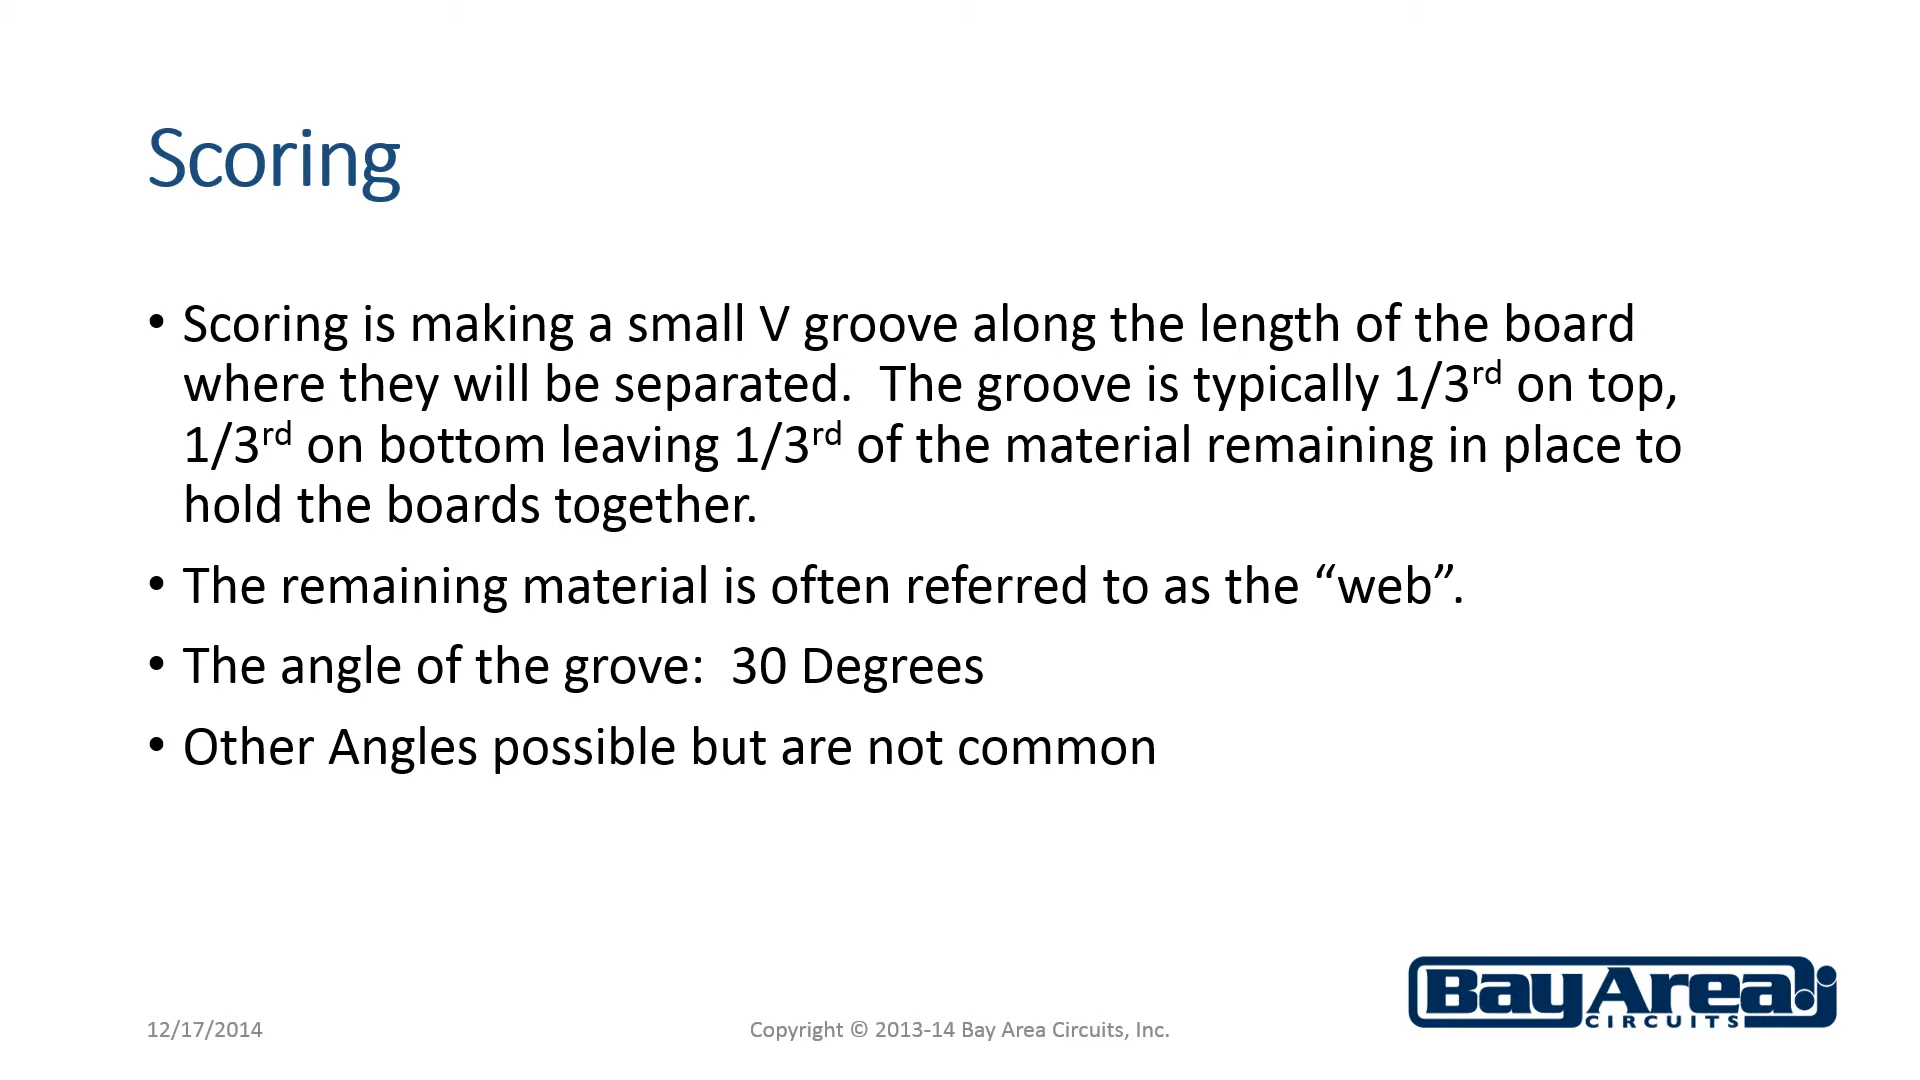 Scoring
• Scoring is making a small V groove along the length of the board
where they will be separated.  The groove is typically 1/3rd on top,
1/3rd on bottom leaving 1/3rd of the material remaining in place to
hold the boards together.
• The remaining material is often referred to as the “web”.
• The angle of the grove:  30 Degrees
• Other Angles possible but are not common
12/17/2014
Copyright © 2013-14 Bay Area Circuits, Inc.
Bay Area
CIRCUITS